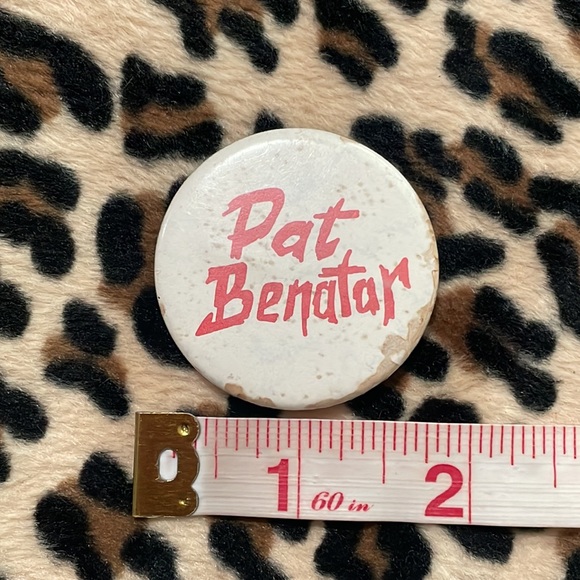 Pat
Benatar
1 60 in 2